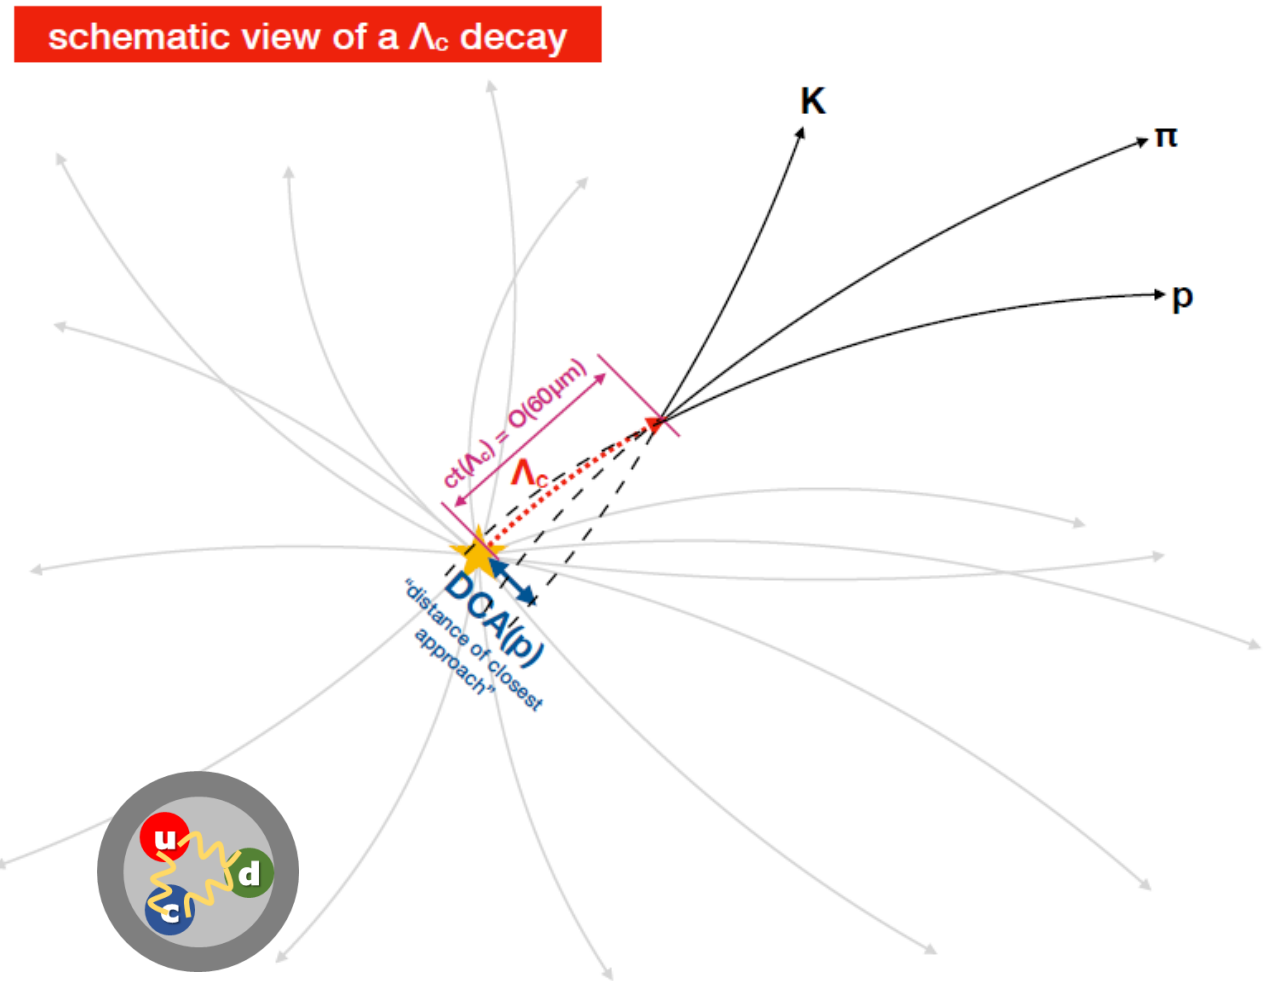 schematic view of a Λc decay
K
π
p
ct(Λc) = O(60μm)
Λc
DCA(p)
"distance of closest
approach"
u
d
c